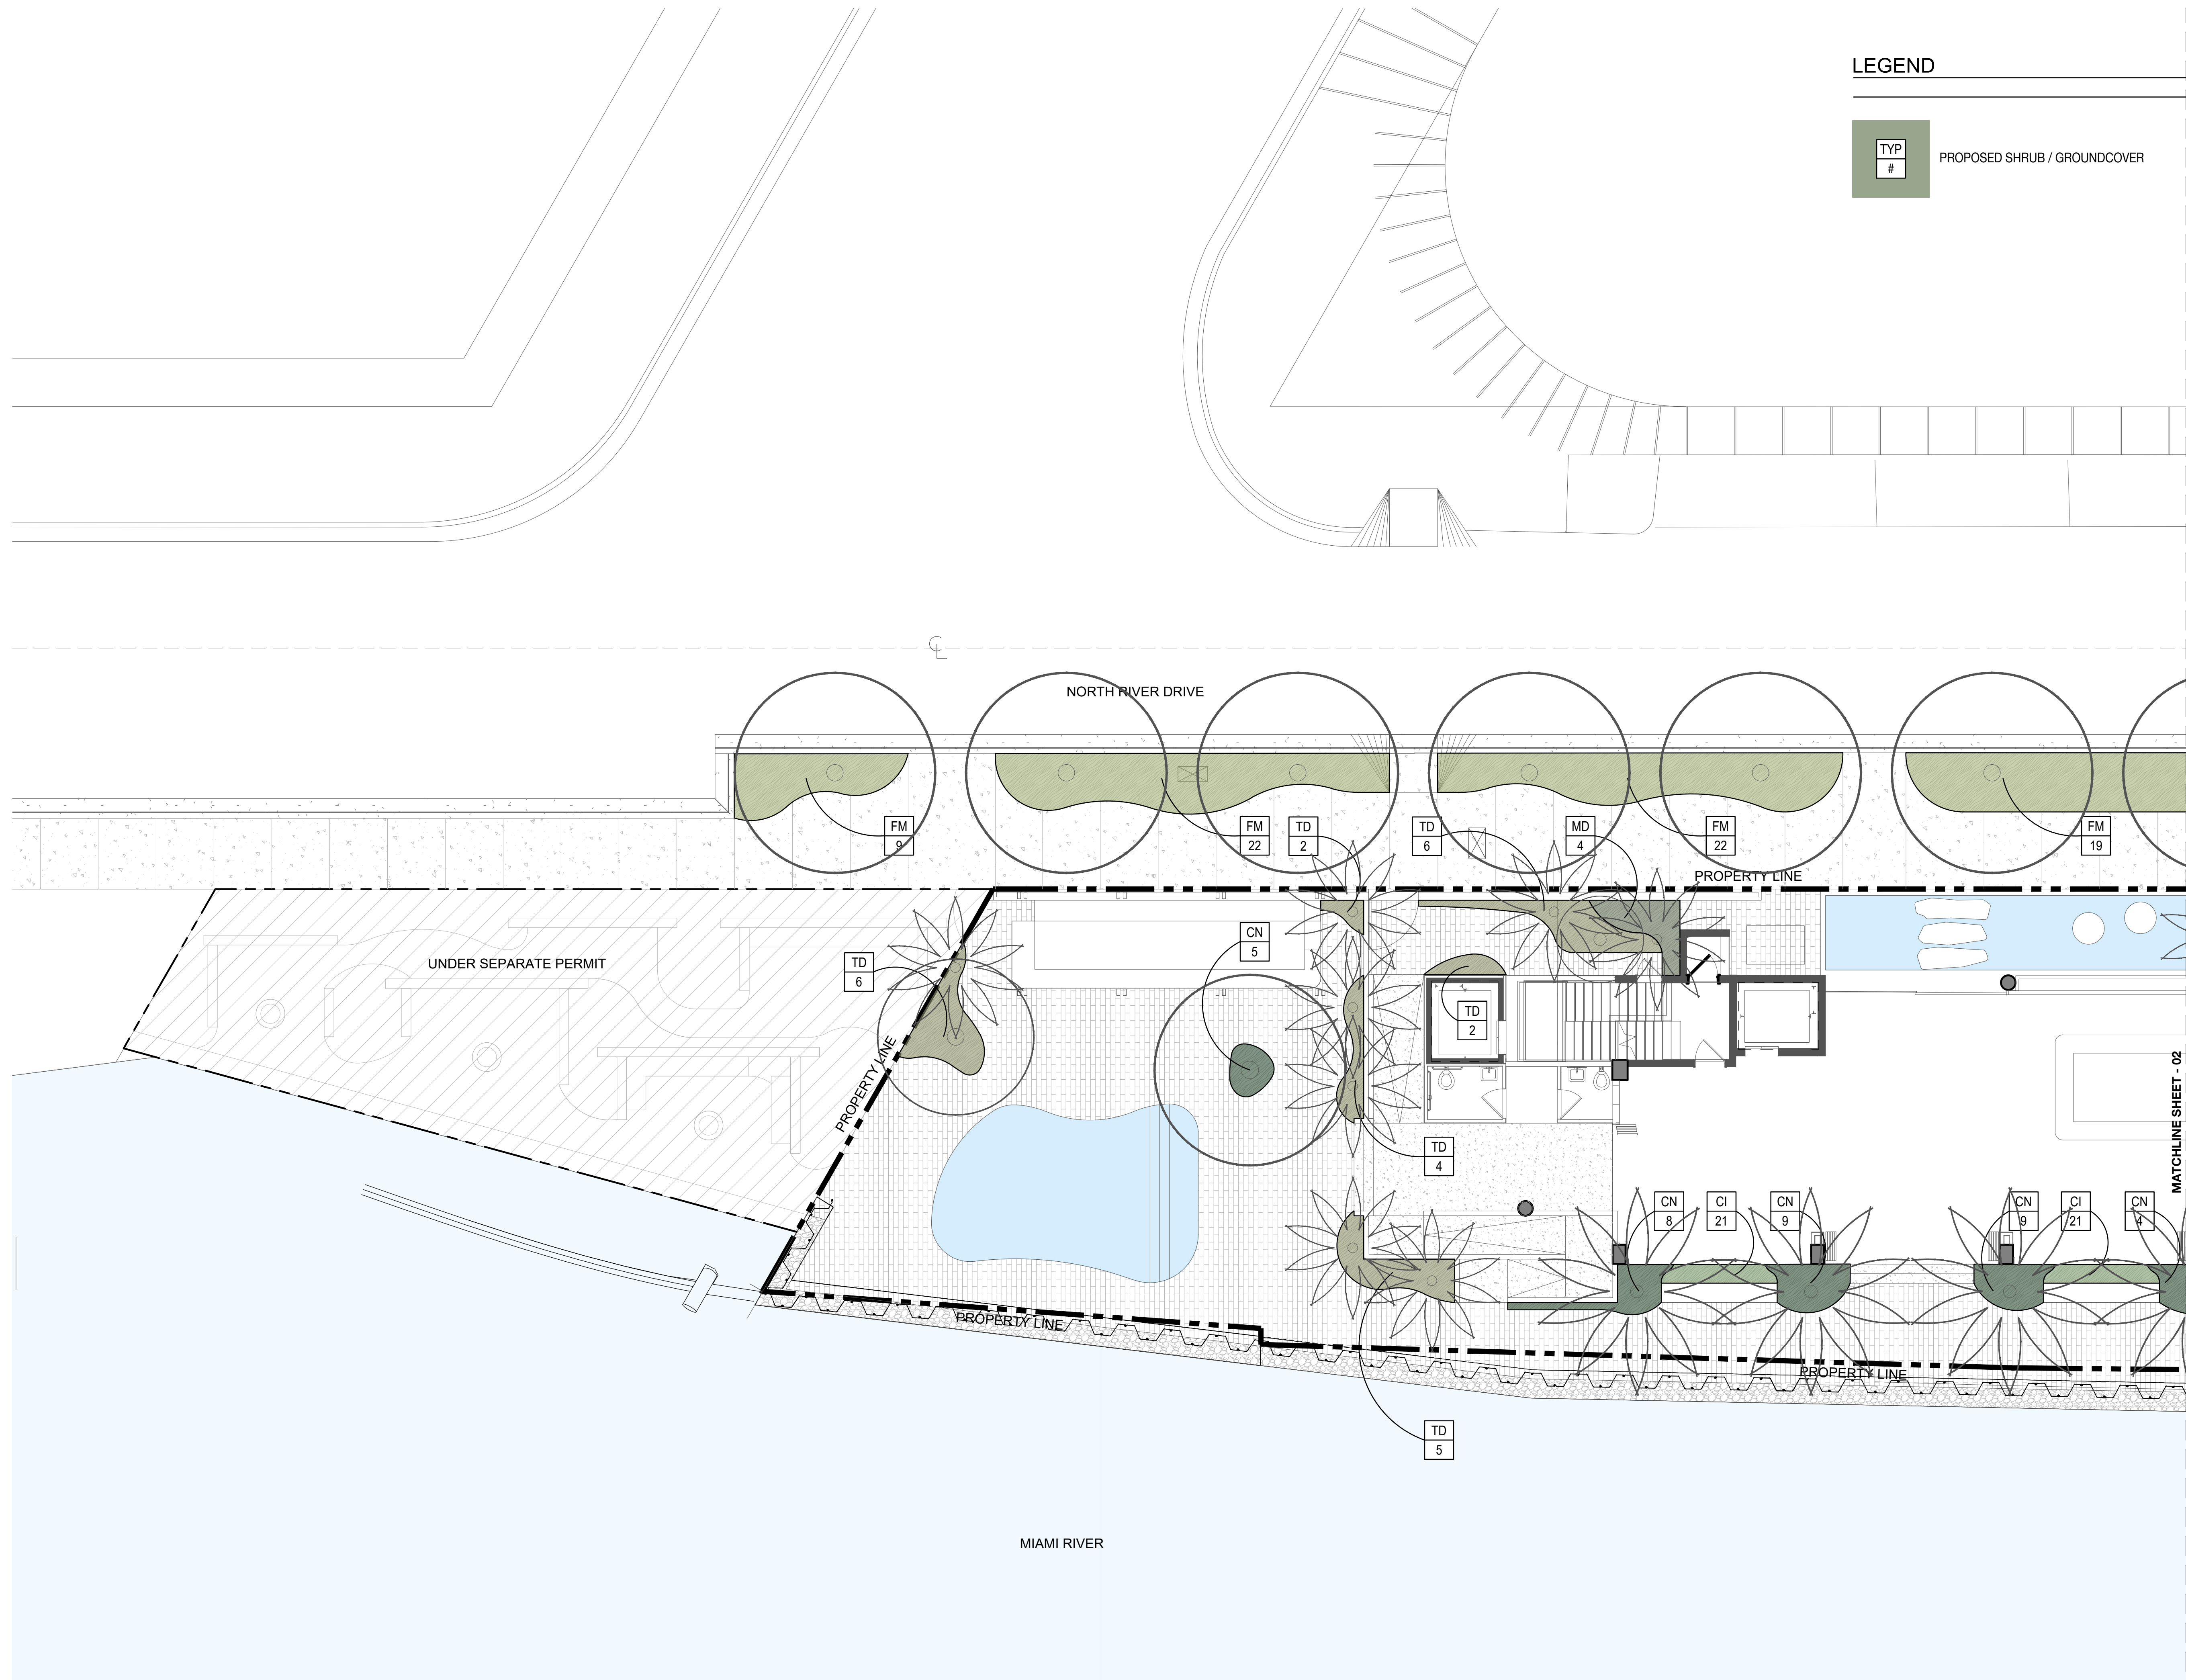 LEGEND
TYP
#
PROPOSED SHRUB / GROUNDCOVER
CL
NORTH RIVER DRIVE
FM
9
FM
22
TD
2
TD
6
MD
4
FM
22
FM
19
PROPERTY LINE
CN
5
TD
6
UNDER SEPARATE PERMIT
TD
2
PROPERTY LINE
MATCHLINE SHEET - 02
TD
4
CN
8
CI
21
CN
9
CN
9
CI
21
CN
4
PROPERTY LINE
PROPERTY LINE
TD
5
MIAMI RIVER